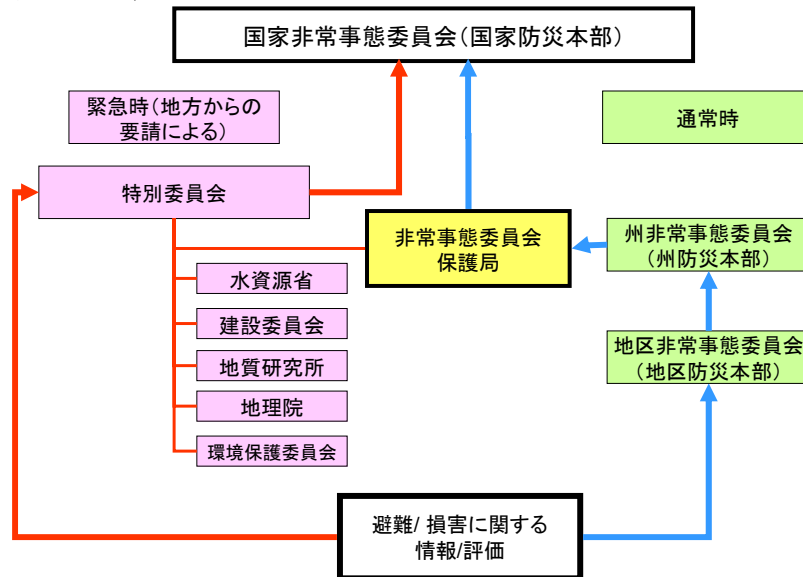 国家非常事態委員会（国家防災本部）
緊急時（地方からの
要請による）
通常時
特別委員会
非常事態委員会
保護局
州非常事態委員会
（州防災本部）
水資源省
建設委員会
地質研究所
地理院
環境保護委員会
地区非常事態委員会
（地区防災本部）
避難/ 損害に関する
情報/評価